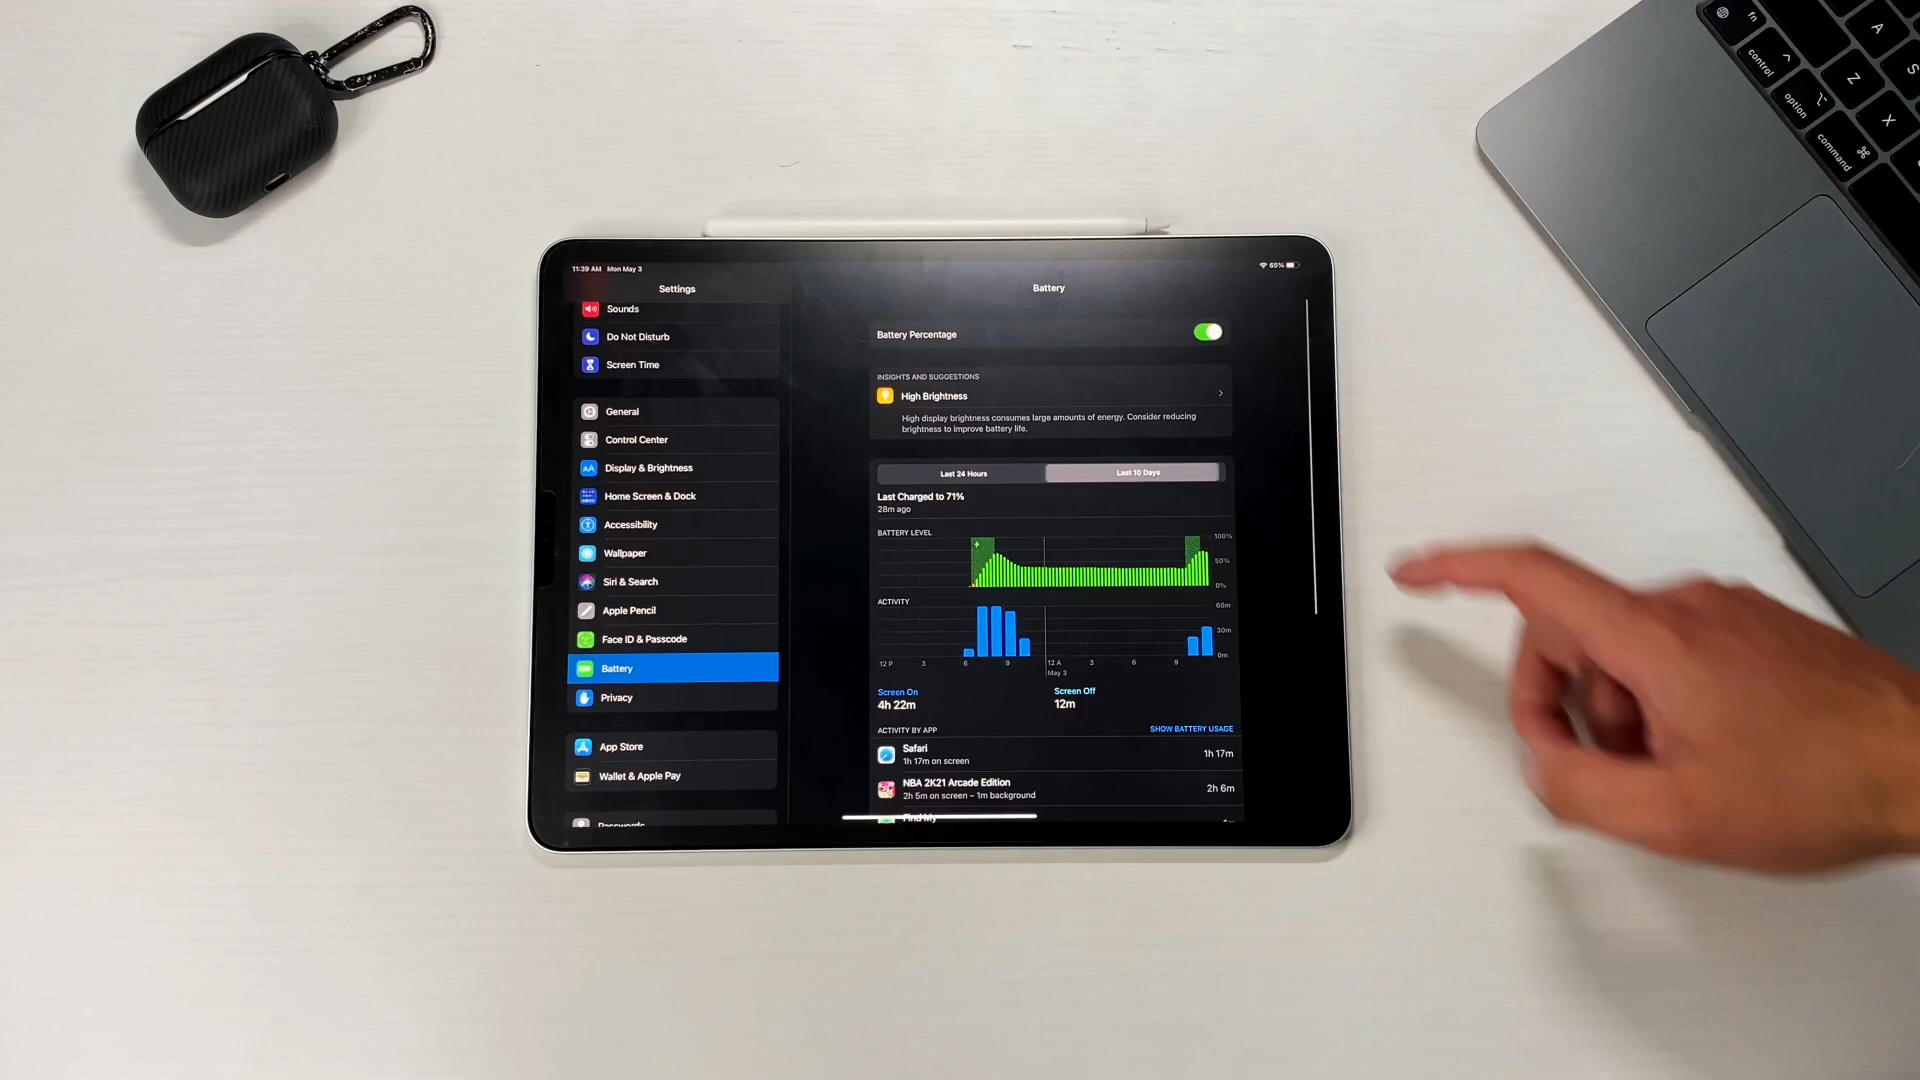 11:39 AM Mon May 3
65%
Settings
Sounds
Do Not Disturb
Screen Time
General
Control Center
Display & Brightness
Home Screen & Dock
Accessibility
Wallpaper
Siri & Search
Apple Pencil
Face ID & Passcode
Battery
Privacy
App Store
Wallet & Apple Pay
Passwords
Battery
Battery Percentage
INSIGHTS AND SUGGESTIONS
High Brightness
High display brightness consumes large amounts of energy. Consider reducing
brightness to improve battery life.
Last 24 Hours
Last 10 Days
Last Charged to 71%
28m ago
BATTERY LEVEL
100%
50%
0%
ACTIVITY
60m
30m
0m
12 P 3 6 9 12 A 3 6 9
May 3
Screen On
4h 22m
Screen Off
12m
ACTIVITY BY APP
SHOW BATTERY USAGE
Safari
1h 17m on screen
1h 17m
NBA 2K21 Arcade Edition
2h 5m on screen – 1m background
2h 6m
Find My
fn
control
option
command
A
S
Z
X